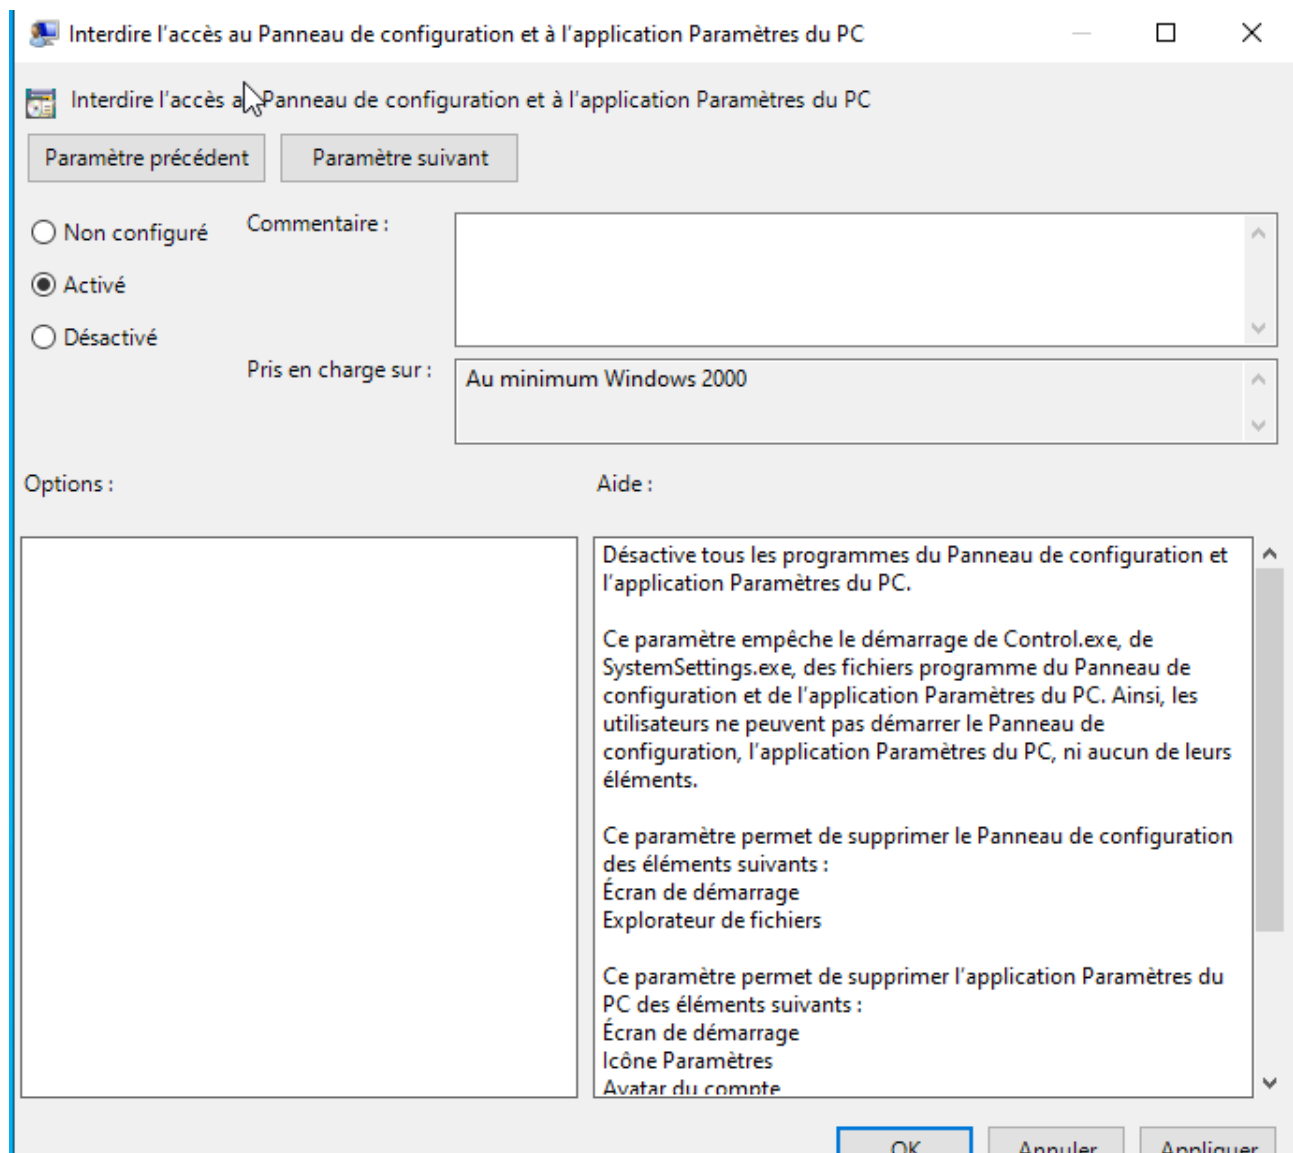 Interdire l'accès au Panneau de configuration et à l'application Paramètres du PC
Interdire l'accès au Panneau de configuration et à l'application Paramètres du PC
Paramètre précédent
Paramètre suivant
Non configuré
Commentaire :
Activé
Désactivé
Pris en charge sur :
Au minimum Windows 2000
Options :
Aide :
Désactive tous les programmes du Panneau de configuration et
l'application Paramètres du PC.
Ce paramètre empêche le démarrage de Control.exe, de
SystemSettings.exe, des fichiers programme du Panneau de
configuration et de l'application Paramètres du PC. Ainsi, les
utilisateurs ne peuvent pas démarrer le Panneau de
configuration, l'application Paramètres du PC, ni aucun de leurs
éléments.
Ce paramètre permet de supprimer le Panneau de configuration
des éléments suivants :
Écran de démarrage
Explorateur de fichiers
Ce paramètre permet de supprimer l'application Paramètres du
PC des éléments suivants :
Écran de démarrage
Icône Paramètres
Avatar du compte
OK
Annuler
Appliquer